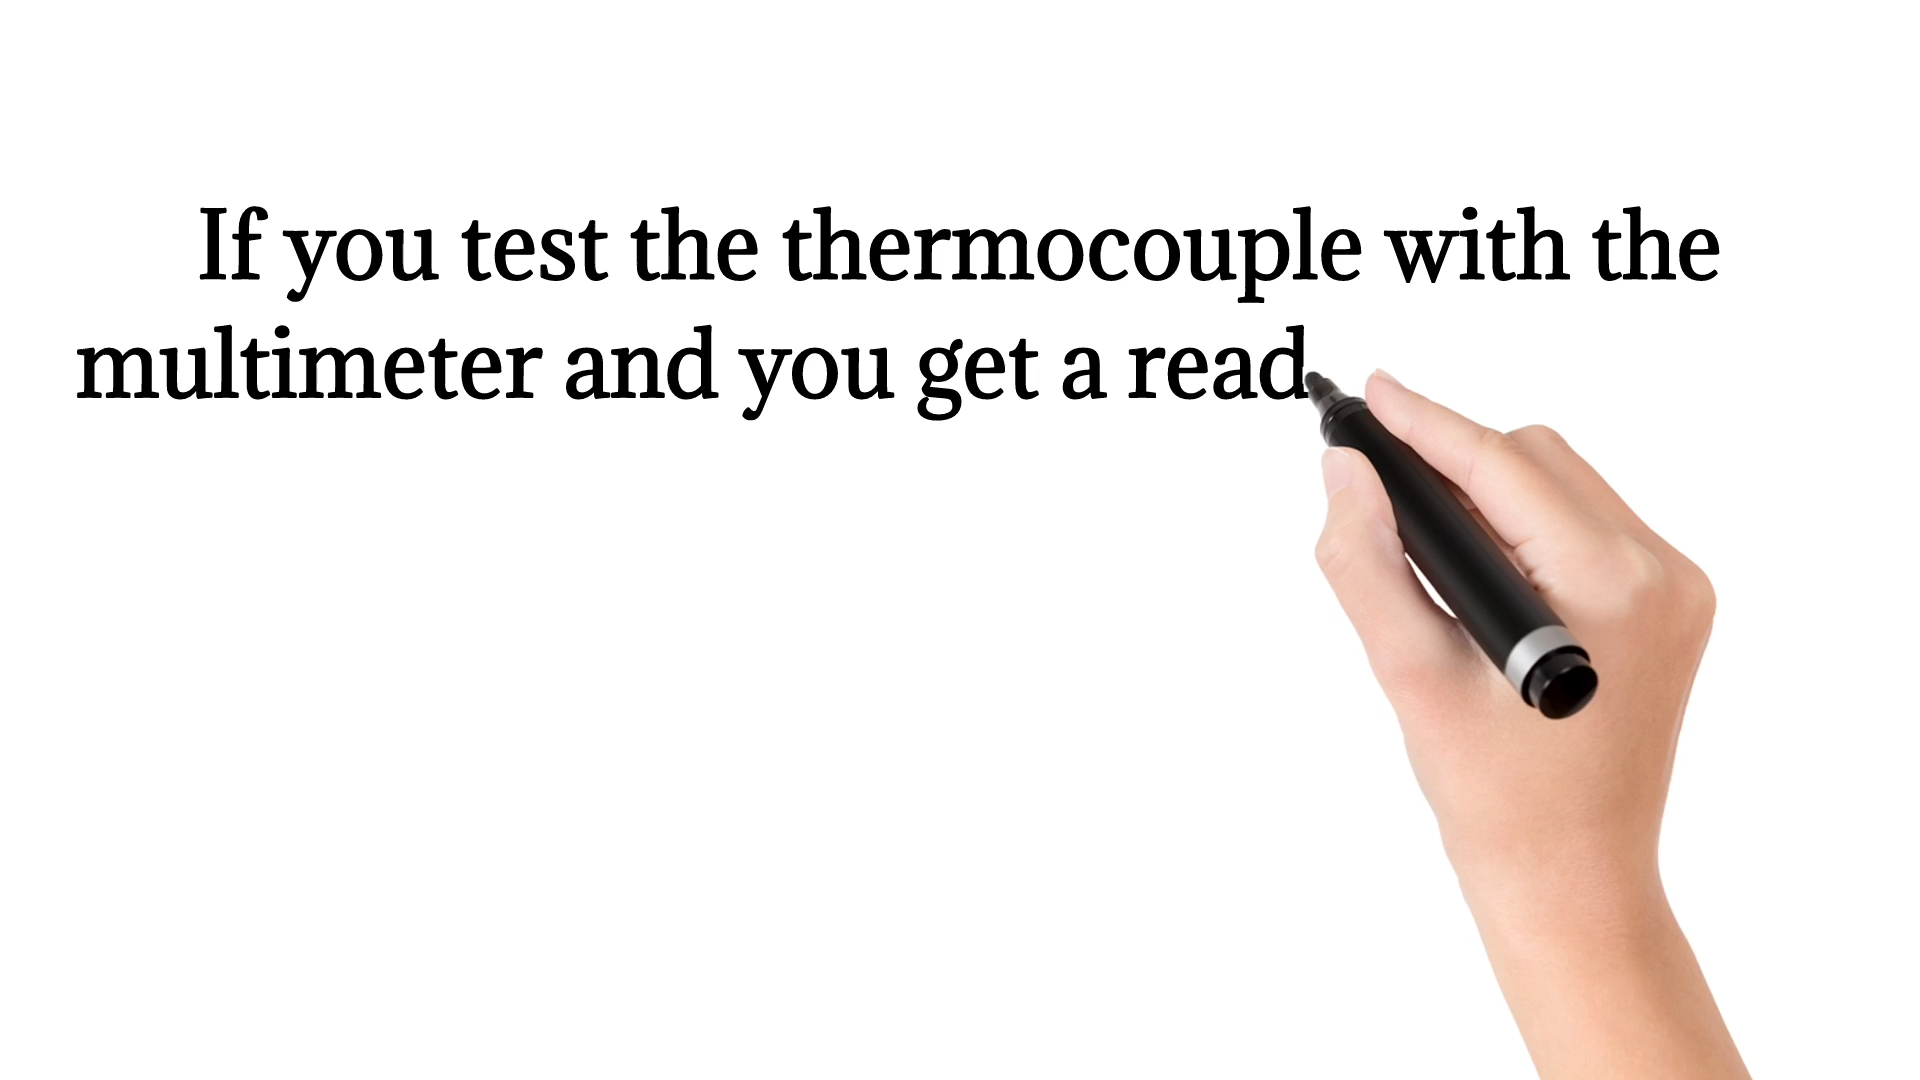 If you test the thermocouple with the
multimeter and you get a read